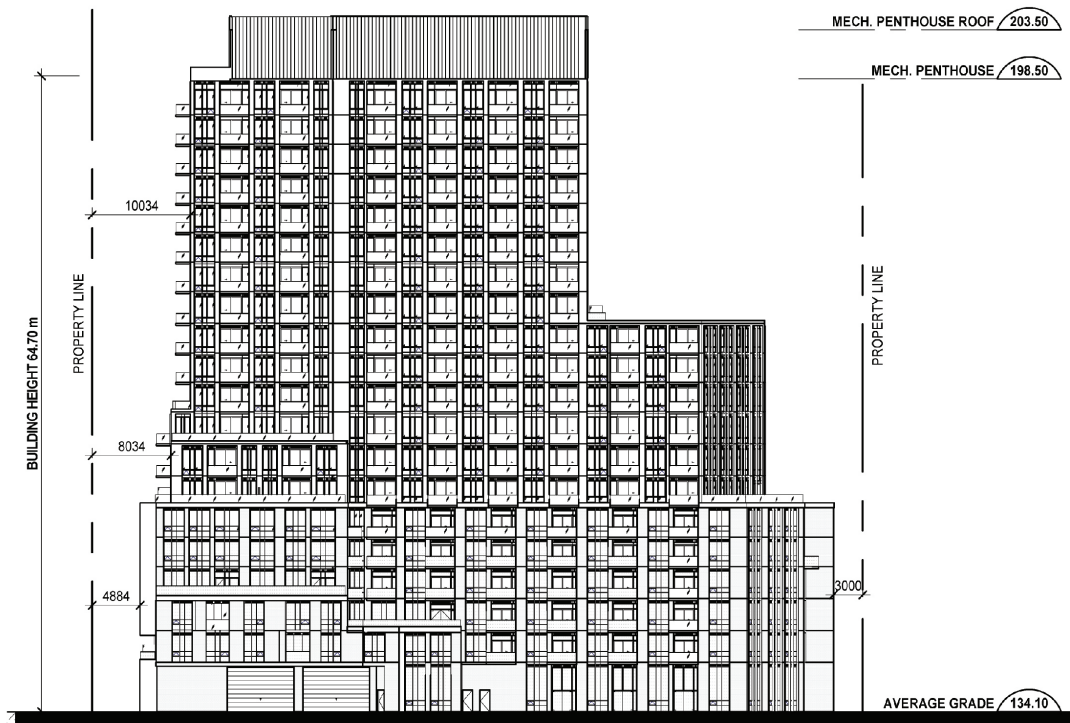 MECH. PENTHOUSE ROOF 203.50
MECH. PENTHOUSE 198.50
10034
PROPERTY LINE
PROPERTY LINE
BUILDING HEIGHT 64.70 m
8034
4884
3000
AVERAGE GRADE 134.10